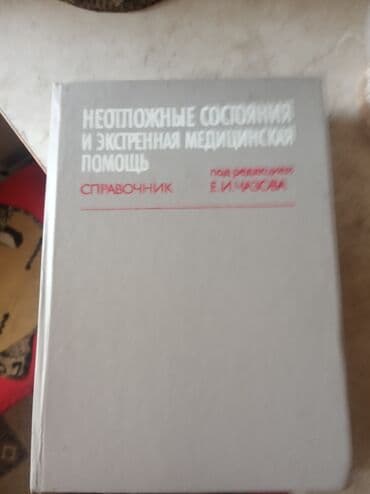 НЕОТЛОЖНЫЕ СОСТОЯНИЯ
И ЭКСТРЕННАЯ МЕДИЦИНСКАЯ
ПОМОЩЬ
СПРАВОЧНИК
под редакцией
Е.И.ЧАЗОВА